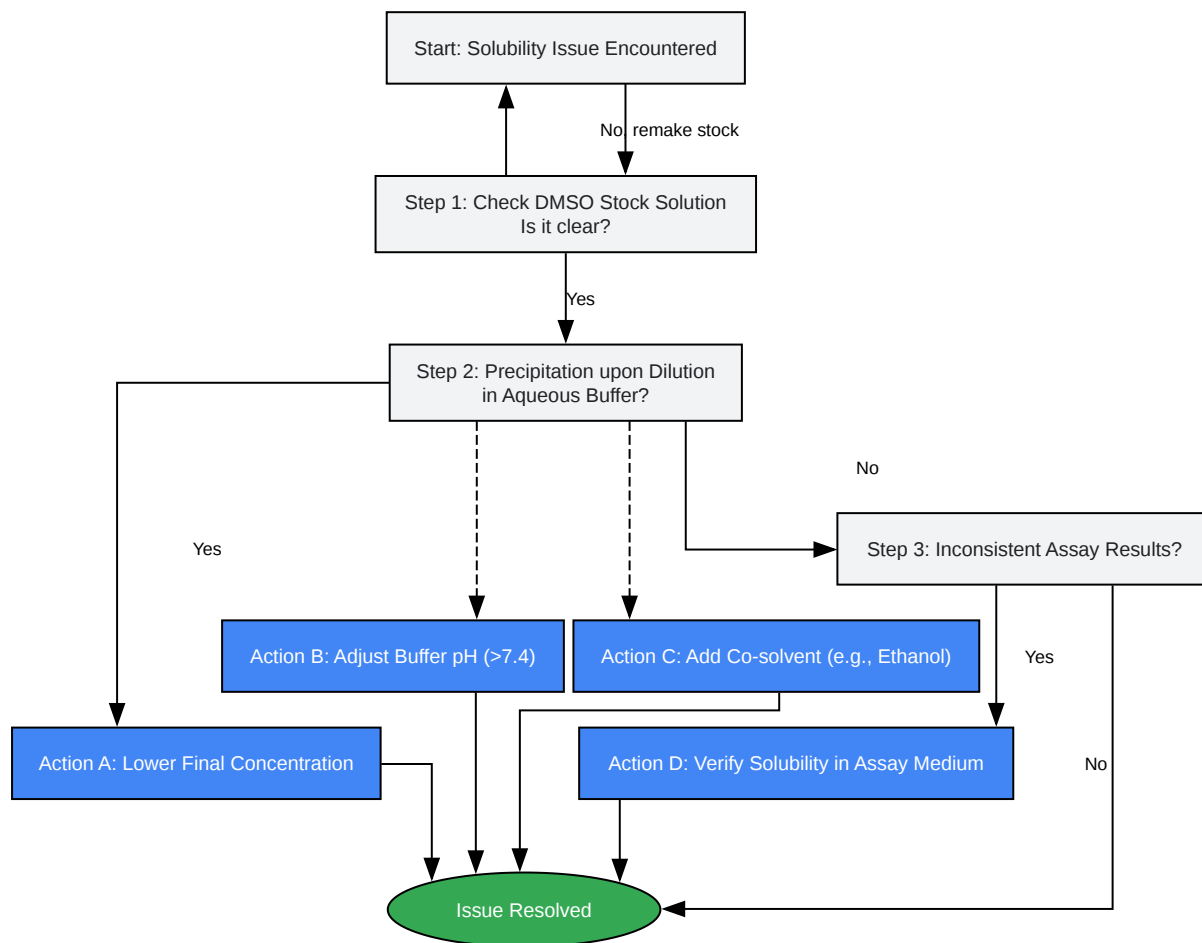 Start: Solubility Issue Encountered
No, remake stock
Step 1: Check DMSO Stock Solution
Is it clear?
Yes
Step 2: Precipitation upon Dilution
in Aqueous Buffer?
No
Yes
Step 3: Inconsistent Assay Results?
Action B: Adjust Buffer pH (>7.4)
Action C: Add Co-solvent (e.g., Ethanol)
Yes
Action A: Lower Final Concentration
Action D: Verify Solubility in Assay Medium
No
Issue Resolved